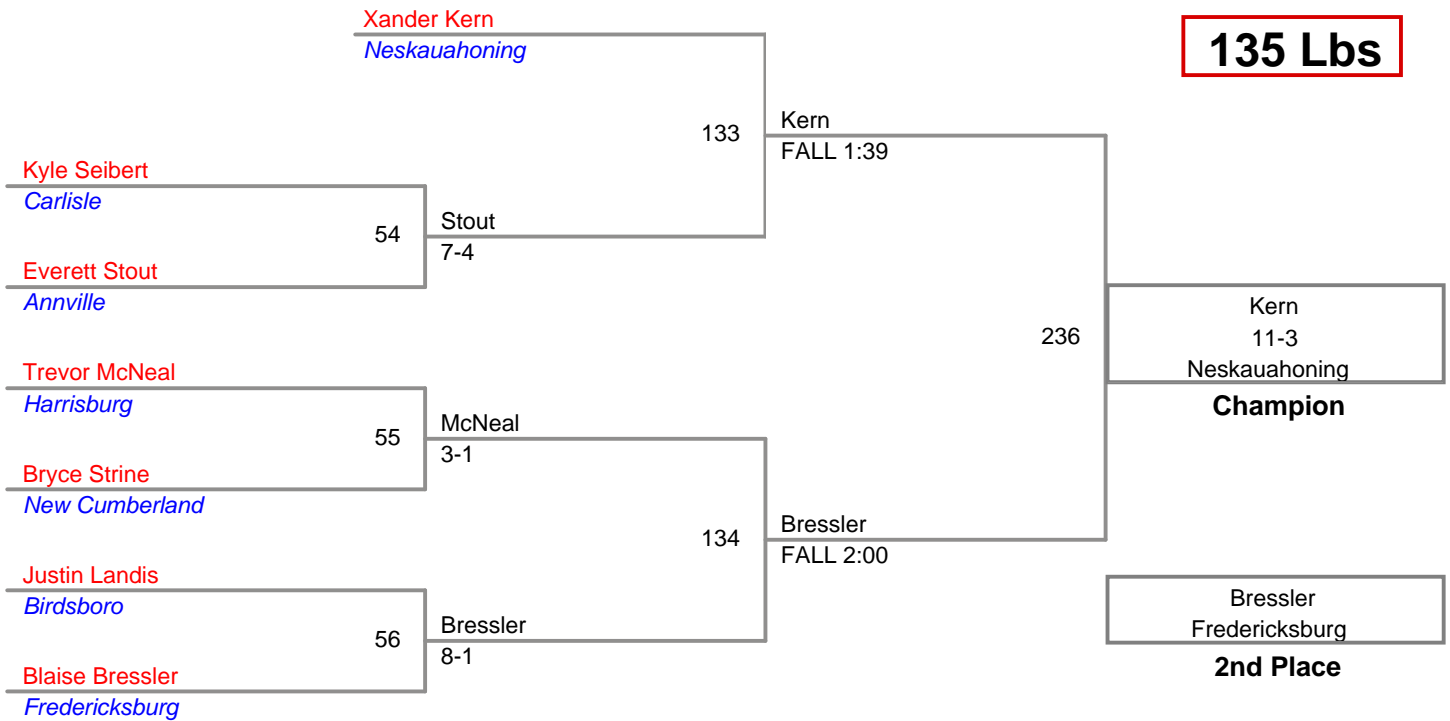 Xander Kern
Neskauahoning
135 Lbs
133
Kern
FALL 1:39
Kyle Seibert
Carlisle
54
Stout
7-4
Everett Stout
Annville
236
Kern
11-3
Neskauahoning
Champion
Trevor McNeal
Harrisburg
55
McNeal
3-1
Bryce Strine
New Cumberland
134
Bressler
FALL 2:00
Justin Landis
Birdsboro
56
Bressler
8-1
Blaise Bressler
Fredericksburg
Bressler
Fredericksburg
2nd Place